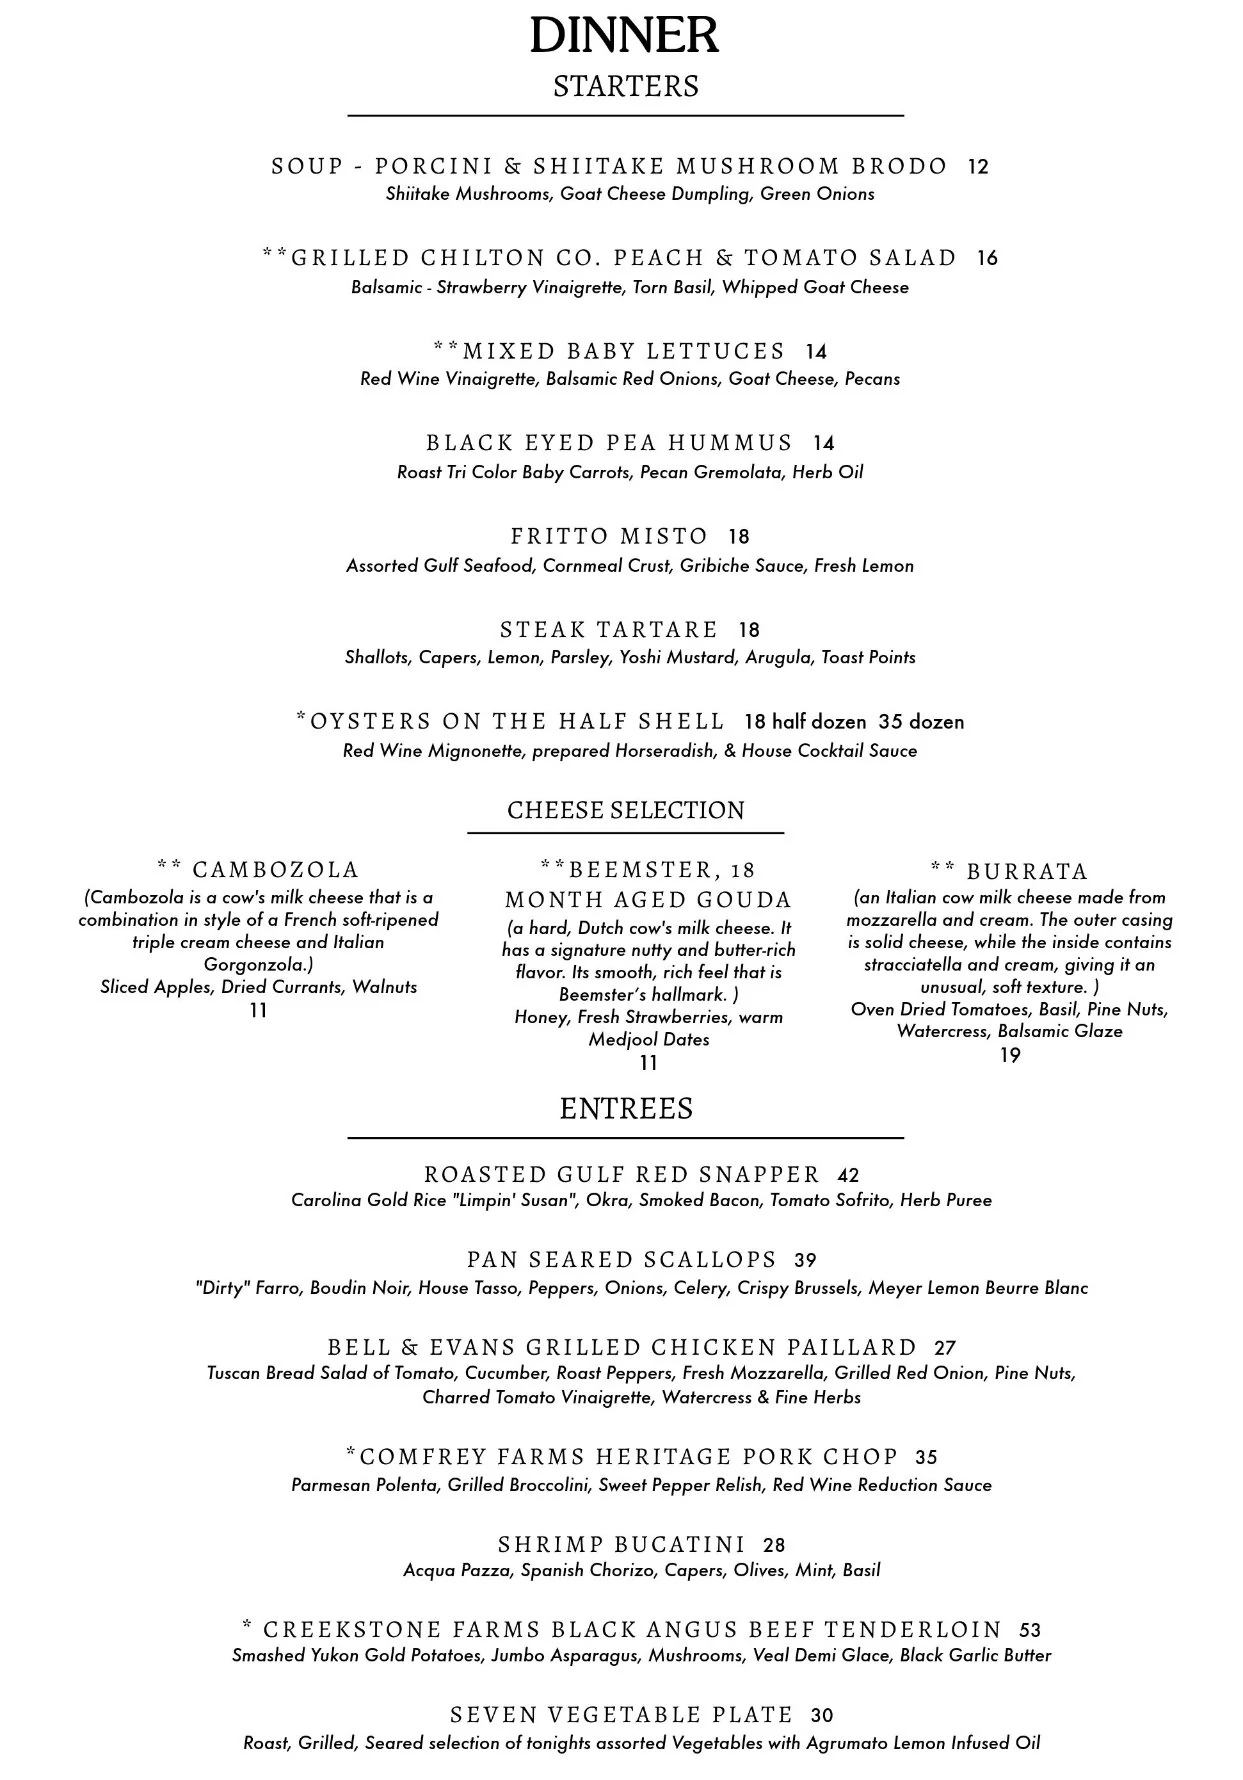 DINNER
STARTERS
SOUP - PORCINI & SHIITAKE MUSHROOM BRODO 12
Shiitake Mushrooms, Goat Cheese Dumpling, Green Onions
**GRILLED CHILTON CO. PEACH & TOMATO SALAD 16
Balsamic - Strawberry Vinaigrette, Torn Basil, Whipped Goat Cheese
**MIXED BABY LETTUCES 14
Red Wine Vinaigrette, Balsamic Red Onions, Goat Cheese, Pecans
BLACK EYED PEA HUMMUS 14
Roast Tri Color Baby Carrots, Pecan Gremolata, Herb Oil
FRITTO MISTO 18
Assorted Gulf Seafood, Cornmeal Crust, Gribiche Sauce, Fresh Lemon
STEAK TARTARE 18
Shallots, Capers, Lemon, Parsley, Yoshi Mustard, Arugula, Toast Points
*OYSTERS ON THE HALF SHELL 18 half dozen 35 dozen
Red Wine Mignonette, prepared Horseradish, & House Cocktail Sauce
CHEESE SELECTION
** CAMBOZOLA
(Cambozola is a cow's milk cheese that is a
combination in style of a French soft-ripened
triple cream cheese and Italian
Gorgonzola.)
Sliced Apples, Dried Currants, Walnuts
11
**BEEMSTER, 18
MONTH AGED GOUDA
(a hard, Dutch cow's milk cheese. It
has a signature nutty and butter-rich
flavor. Its smooth, rich feel that is
Beemster’s hallmark. )
Honey, Fresh Strawberries, warm
Medjool Dates
11
** BURRATA
(an Italian cow milk cheese made from
mozzarella and cream. The outer casing
is solid cheese, while the inside contains
stracciatella and cream, giving it an
unusual, soft texture. )
Oven Dried Tomatoes, Basil, Pine Nuts,
Watercress, Balsamic Glaze
19
ENTREES
ROASTED GULF RED SNAPPER 42
Carolina Gold Rice "Limpin' Susan", Okra, Smoked Bacon, Tomato Sofrito, Herb Puree
PAN SEARED SCALLOPS 39
"Dirty" Farro, Boudin Noir, House Tasso, Peppers, Onions, Celery, Crispy Brussels, Meyer Lemon Beurre Blanc
BELL & EVANS GRILLED CHICKEN PAILLARD 27
Tuscan Bread Salad of Tomato, Cucumber, Roast Peppers, Fresh Mozzarella, Grilled Red Onion, Pine Nuts,
Charred Tomato Vinaigrette, Watercress & Fine Herbs
*COMFREY FARMS HERITAGE PORK CHOP 35
Parmesan Polenta, Grilled Broccolini, Sweet Pepper Relish, Red Wine Reduction Sauce
SHRIMP BUCATINI 28
Acqua Pazza, Spanish Chorizo, Capers, Olives, Mint, Basil
* CREEKSTONE FARMS BLACK ANGUS BEEF TENDERLOIN 53
Smashed Yukon Gold Potatoes, Jumbo Asparagus, Mushrooms, Veal Demi Glace, Black Garlic Butter
SEVEN VEGETABLE PLATE 30
Roast, Grilled, Seared selection of tonights assorted Vegetables with Agrumato Lemon Infused Oil